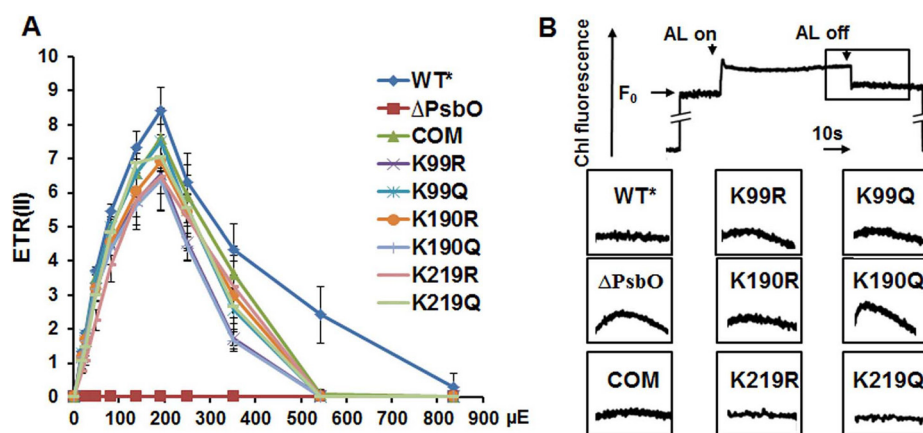 A
ETR(II)
10
9
8
7
6
5
4
3
2
1
0
0 100 200 300 400 500 600 700 800 900 µE
WT*
ΔPsbO
COM
K99R
K99Q
K190R
K190Q
K219R
K219Q
B
Chl fluorescence
AL on
AL off
F₀
10s
WT* K99R K99Q
ΔPsbO K190R K190Q
COM K219R K219Q